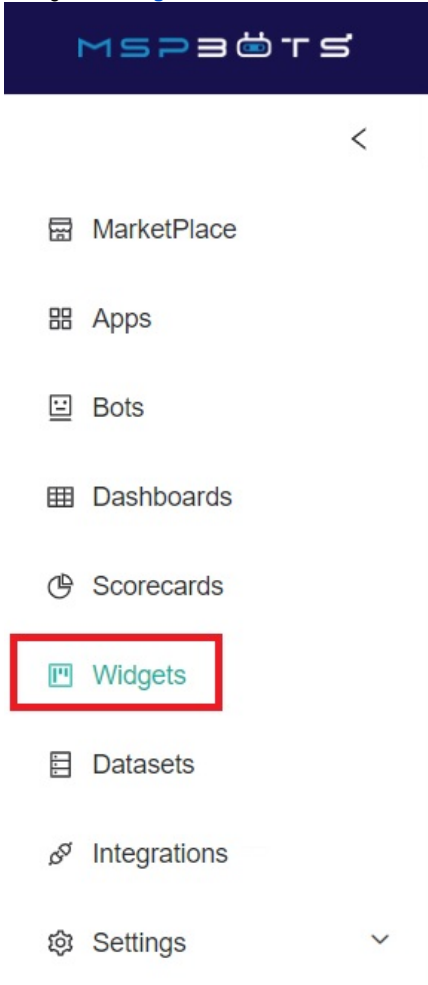 MSPBOTS
MarketPlace
Apps
Bots
Dashboards
Scorecards
Widgets
Datasets
Integrations
Settings